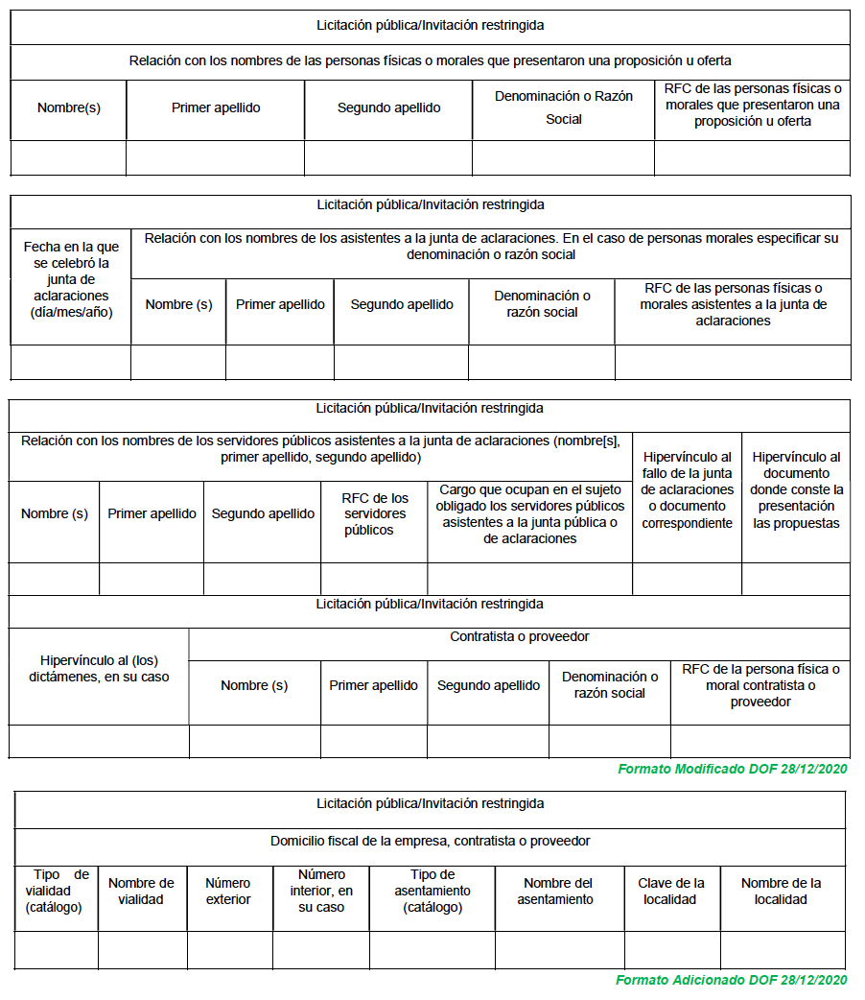 Licitación pública/Invitación restringida
Relación con los nombres de las personas físicas o morales que presentaron una proposición u oferta
Nombre(s)
Primer apellido
Segundo apellido
Denominación o Razón
Social
RFC de las personas físicas o
morales que presentaron una
proposición u oferta
Licitación pública/Invitación restringida
Fecha en la que
se celebró la
junta de
aclaraciones
(día/mes/año)
Relación con los nombres de los asistentes a la junta de aclaraciones. En el caso de personas morales especificar su
denominación o razón social
Nombre (s)
Primer apellido
Segundo apellido
Denominación o
razón social
RFC de las personas físicas o
morales asistentes a la junta de
aclaraciones
Licitación pública/Invitación restringida
Relación con los nombres de los servidores públicos asistentes a la junta de aclaraciones (nombre[s],
primer apellido, segundo apellido)
Hipervínculo al
fallo de la junta
de aclaraciones
o documento
correspondiente
Hipervínculo al
documento
donde conste la
presentación
las propuestas
Nombre (s)
Primer apellido
Segundo apellido
RFC de los
servidores
públicos
Cargo que ocupan en el sujeto
obligado los servidores públicos
asistentes a la junta pública o
de aclaraciones
Licitación pública/Invitación restringida
Hipervínculo al (los)
dictámenes, en su caso
Contratista o proveedor
Nombre (s)
Primer apellido
Segundo apellido
Denominación o
razón social
RFC de la persona física o
moral contratista o
proveedor
Formato Modificado DOF 28/12/2020
Licitación pública/Invitación restringida
Domicilio fiscal de la empresa, contratista o proveedor
Tipo de
vialidad
(catálogo)
Nombre de
vialidad
Número
exterior
Número
interior, en
su caso
Tipo de
asentamiento
(catálogo)
Nombre del
asentamiento
Clave de la
localidad
Nombre de la
localidad
Formato Adicionado DOF 28/12/2020